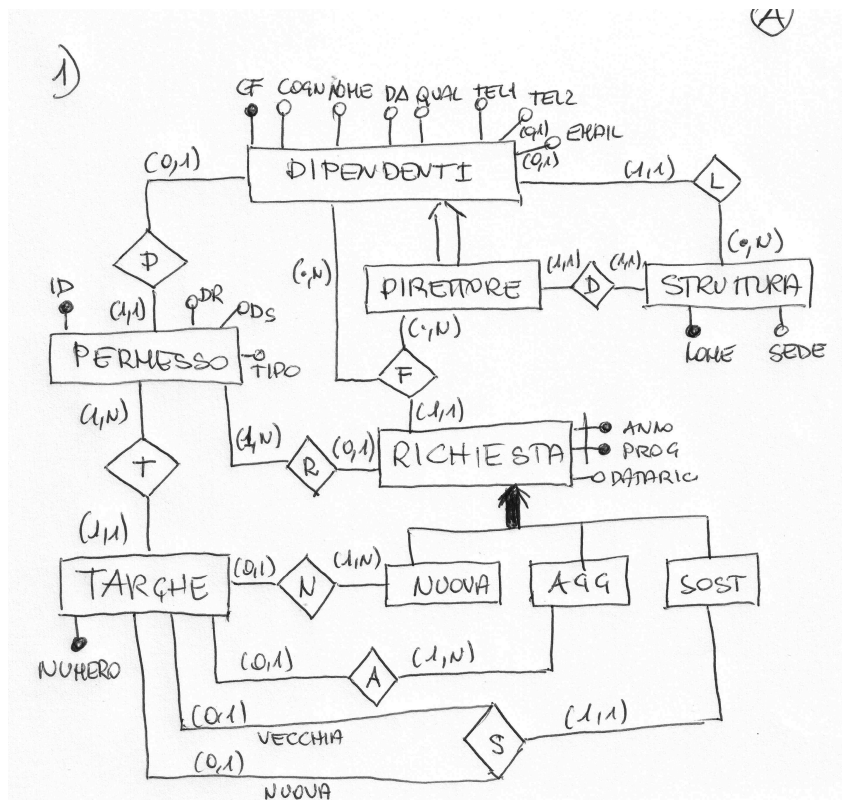 A
1)
CF COGN NOME DA QUAL TEL1 TEL2
(0,1) EMAIL
(0,1)
(0,1) DIPENDENTI (1,1) L
P (0,N) (0,N)
ID (1,1) DR DS
DIRETTORE (1,1) D (1,1) STRUTTURA
PERMESSO TIPO
(0,N) NOME SEDE
F
(1,N) (1,1)
(1,N) R (0,1) RICHIESTA ANNO
PROG
DATARIC
T
(1,1)
TARGHE (0,1) N (1,N) NUOVA AGG SOST
NUMERO
(0,1) A (1,N)
(0,1) S (1,1)
VECCHIA
(0,1)
NUOVA